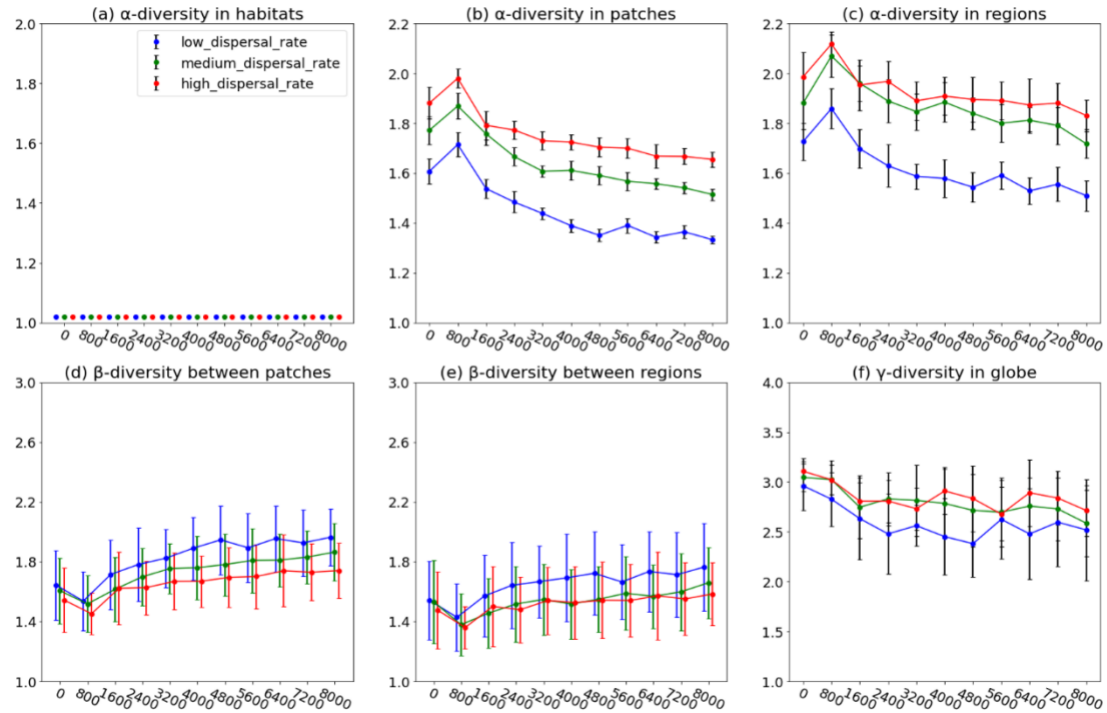 (a) α-diversity in habitats
2.0
1.8
1.6
1.4
1.2
1.0
low_dispersal_rate
medium_dispersal_rate
high_dispersal_rate
0 800 1600 2400 3200 4000 4800 5600 6400 7200 8000
(b) α-diversity in patches
2.2
2.0
1.8
1.6
1.4
1.2
1.0
0 800 1600 2400 3200 4000 4800 5600 6400 7200 8000
(c) α-diversity in regions
2.2
2.0
1.8
1.6
1.4
1.2
1.0
0 800 1600 2400 3200 4000 4800 5600 6400 7200 8000
(d) β-diversity between patches
3.0
2.6
2.2
1.8
1.4
1.0
0 800 1600 2400 3200 4000 4800 5600 6400 7200 8000
(e) β-diversity between regions
3.0
2.6
2.2
1.8
1.4
1.0
0 800 1600 2400 3200 4000 4800 5600 6400 7200 8000
(f) γ-diversity in globe
4.0
3.5
3.0
2.5
2.0
1.5
1.0
0 800 1600 2400 3200 4000 4800 5600 6400 7200 8000